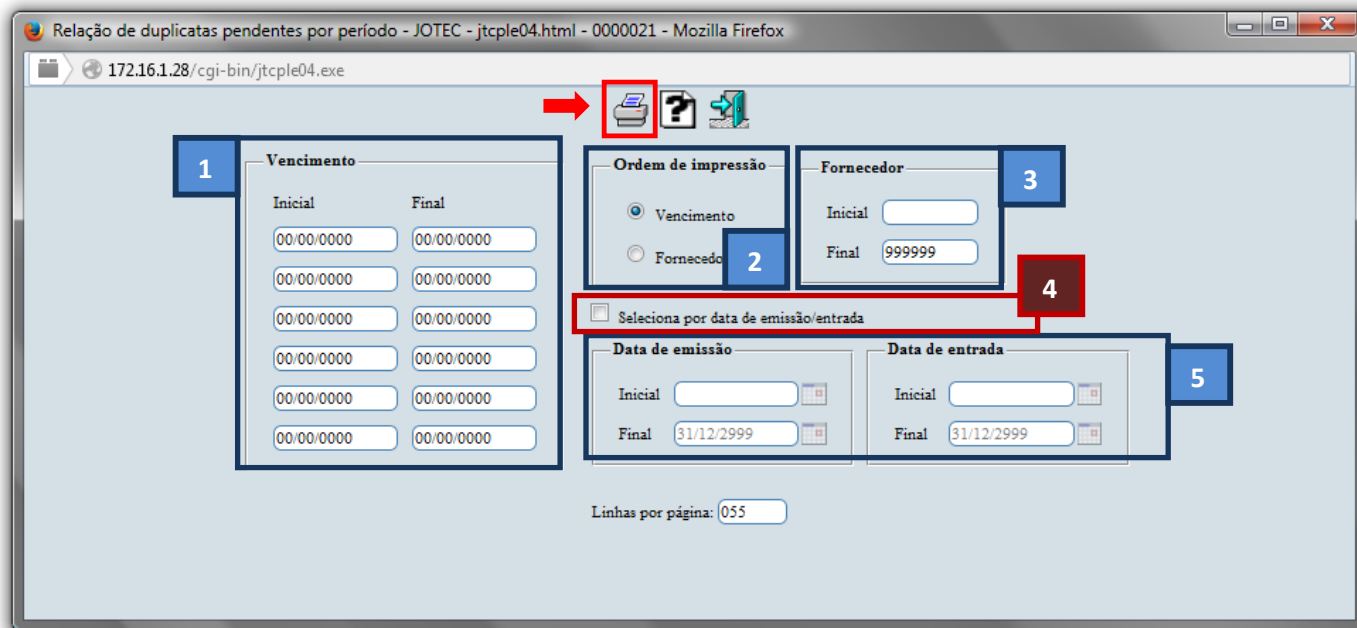 Relação de duplicatas pendentes por período - JOTEC - jtcple04.html - 0000021 - Mozilla Firefox
172.16.1.28/cgi-bin/jtcple04.exe
1
Vencimento
Inicial Final
00/00/0000 00/00/0000
00/00/0000 00/00/0000
00/00/0000 00/00/0000
00/00/0000 00/00/0000
00/00/0000 00/00/0000
00/00/0000 00/00/0000
Ordem de impressão
Vencimento
Fornecedo
2
Fornecedor
3
Inicial
Final 999999
4
Seleciona por data de emissão/entrada
Data de emissão
Inicial
Final 31/12/2999
Data de entrada
Inicial
Final 31/12/2999
5
Linhas por página: 055